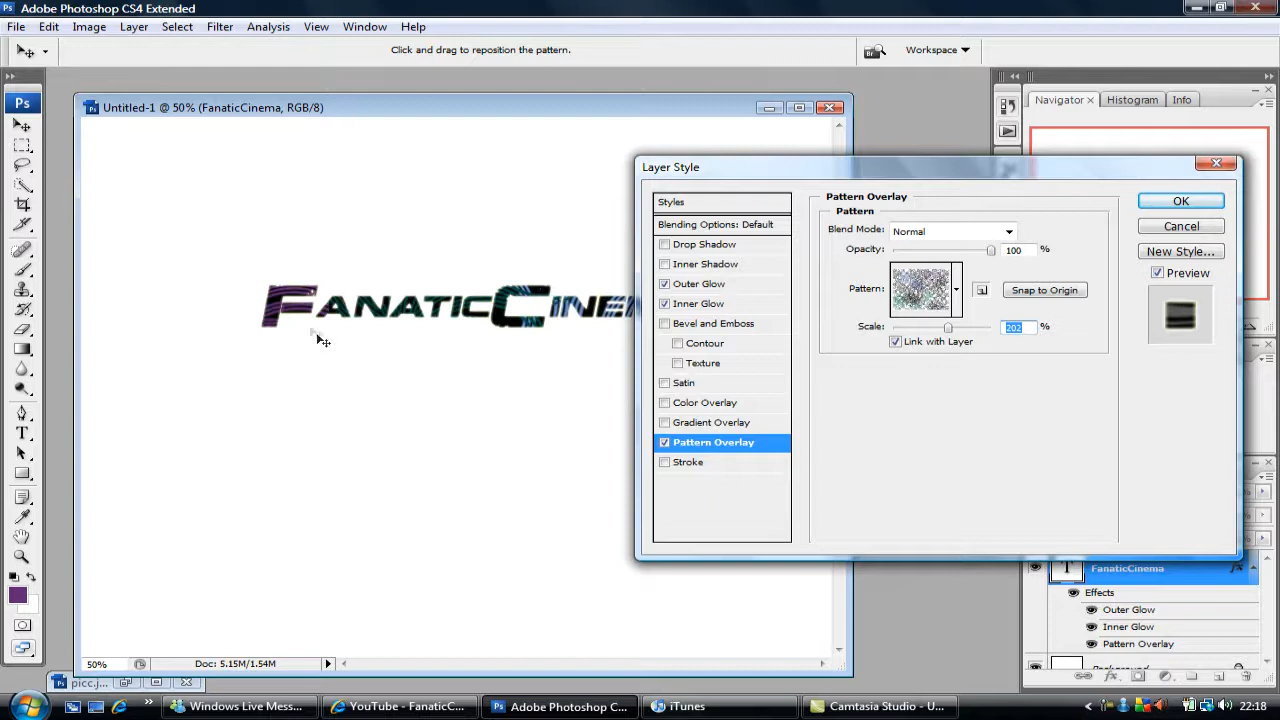 Adobe Photoshop CS4 Extended
File Edit Image Layer Select Filter Analysis View Window Help
Click and drag to reposition the pattern.
Br
Workspace
Ps
Untitled-1 @ 50% (FanaticCinema, RGB/8)
Navigator x Histogram Info
Layer Style
Styles
Blending Options: Default
Drop Shadow
Inner Shadow
Outer Glow
Inner Glow
Bevel and Emboss
Contour
Texture
Satin
Color Overlay
Gradient Overlay
Pattern Overlay
Stroke
Pattern Overlay
Pattern
Blend Mode: Normal
Opacity: 100 %
Pattern: Snap to Origin
Scale: 202 %
Link with Layer
OK
Cancel
New Style...
Preview
FANATICCINEM
T FanaticCinema fx
Effects
Outer Glow
Inner Glow
Pattern Overlay
Background
50% Doc: 5.15M/1.54M
picc.j...
Windows Live Mess...
YouTube - FanaticC...
Adobe Photoshop C...
iTunes
Camtasia Studio - U...
22:18